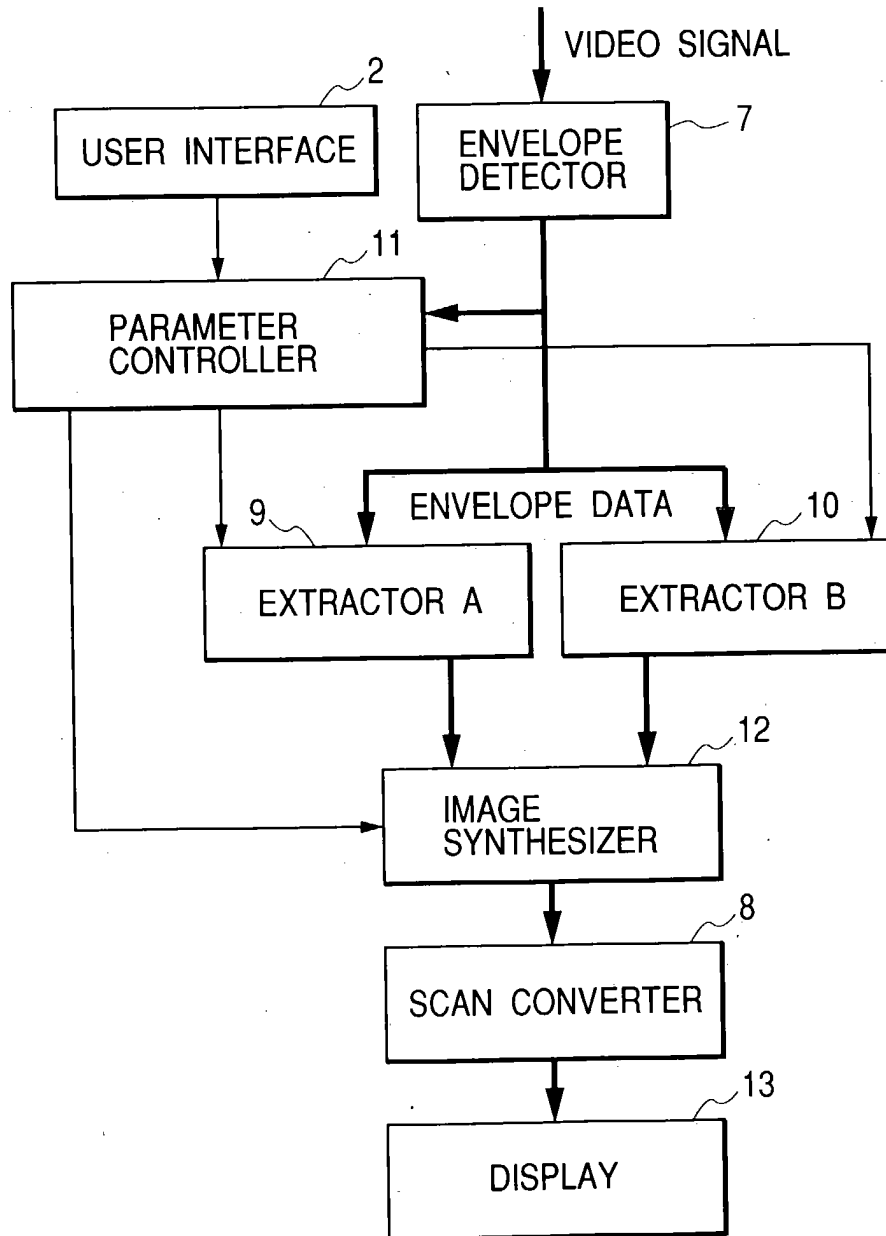 VIDEO SIGNAL
2
USER INTERFACE
7
ENVELOPE
DETECTOR
11
PARAMETER
CONTROLLER
ENVELOPE DATA
9
EXTRACTOR A
10
EXTRACTOR B
12
IMAGE
SYNTHESIZER
8
SCAN CONVERTER
13
DISPLAY